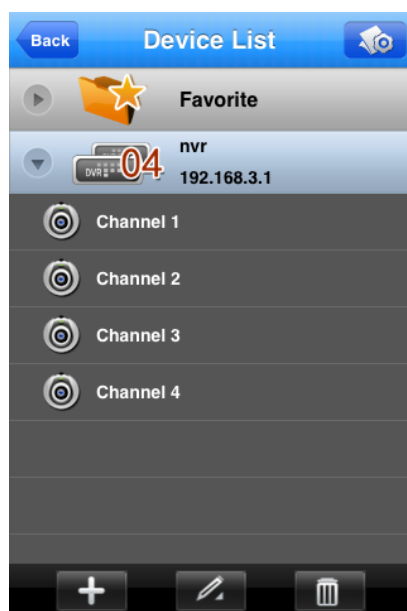 Back
Device List
Favorite
nvr
DVR
04
192.168.3.1
Channel 1
Channel 2
Channel 3
Channel 4